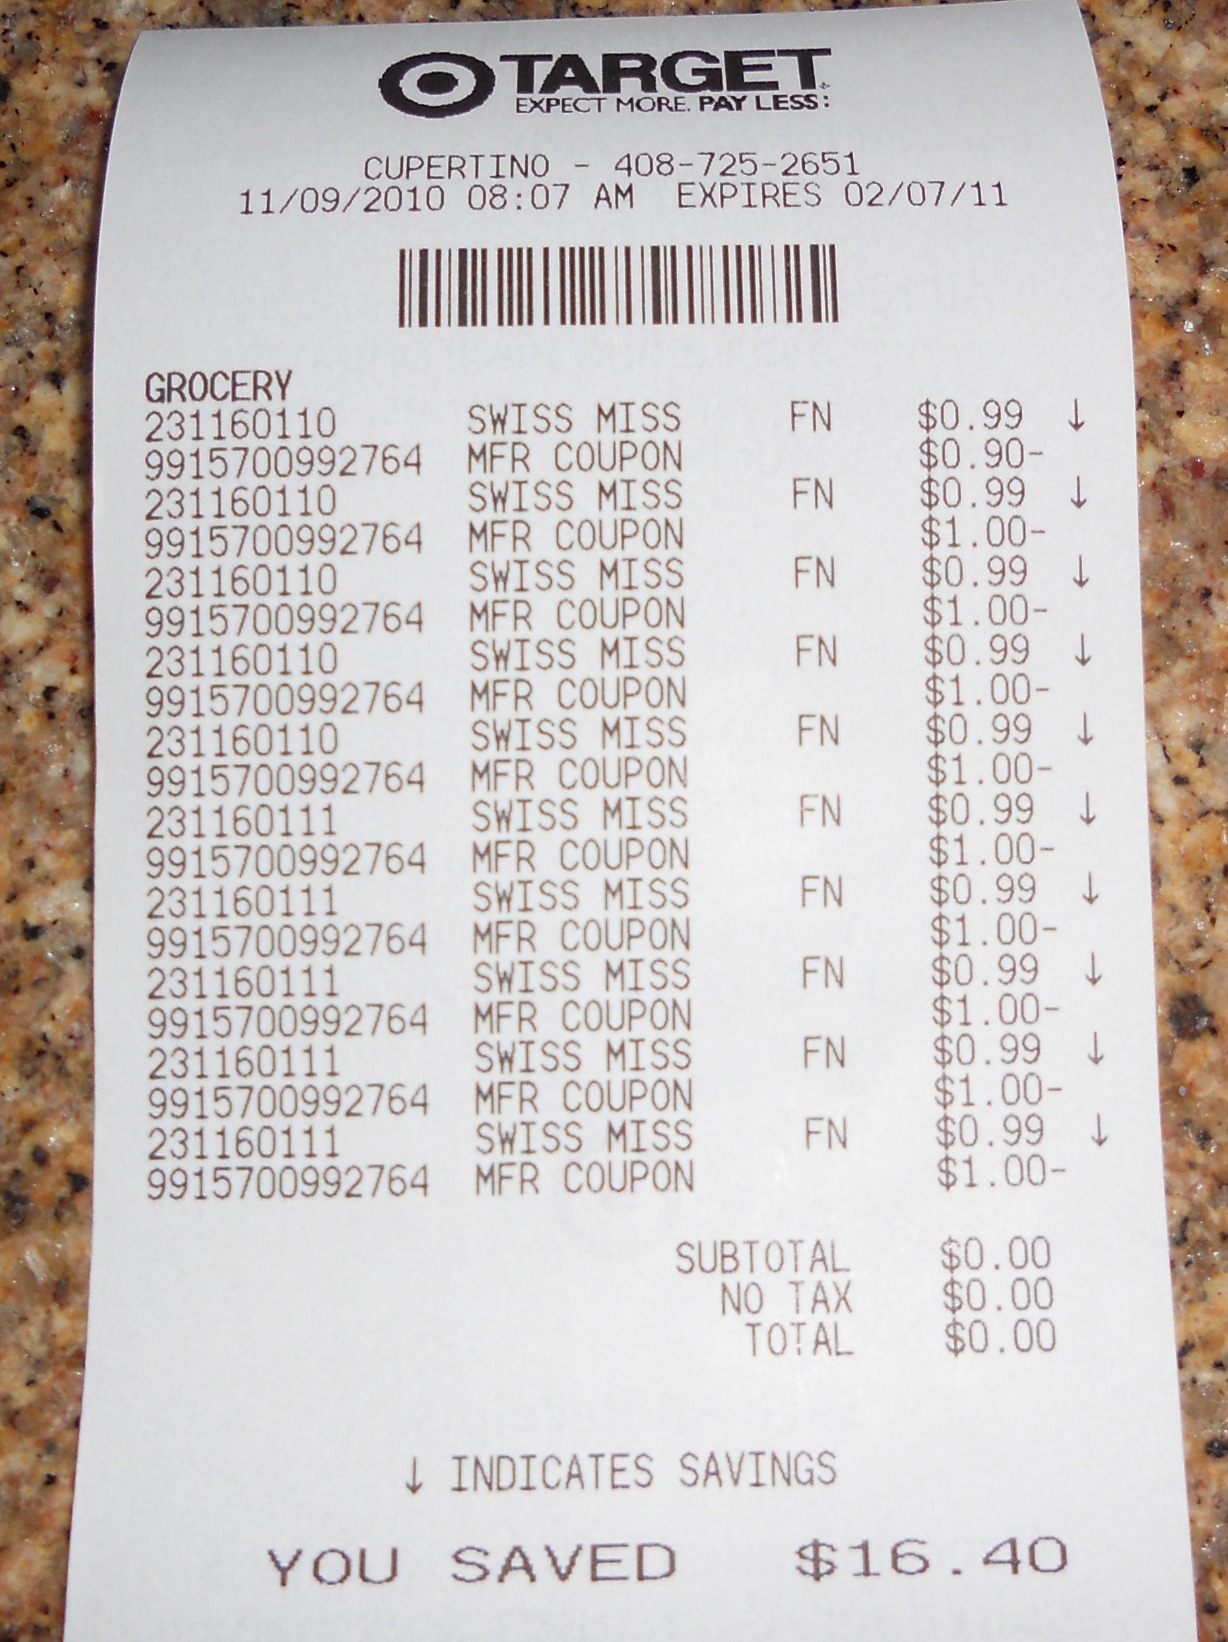 TARGET
EXPECT MORE. PAY LESS.
CUPERTINO - 408-725-2651
11/09/2010 08:07 AM EXPIRES 02/07/11
GROCERY
231160110 SWISS MISS FN $0.99 ↓
9915700992764 MFR COUPON $0.90-
231160110 SWISS MISS FN $0.99 ↓
9915700992764 MFR COUPON $1.00-
231160110 SWISS MISS FN $0.99 ↓
9915700992764 MFR COUPON $1.00-
231160110 SWISS MISS FN $0.99 ↓
9915700992764 MFR COUPON $1.00-
231160110 SWISS MISS FN $0.99 ↓
9915700992764 MFR COUPON $1.00-
231160111 SWISS MISS FN $0.99 ↓
9915700992764 MFR COUPON $1.00-
231160111 SWISS MISS FN $0.99 ↓
9915700992764 MFR COUPON $1.00-
231160111 SWISS MISS FN $0.99 ↓
9915700992764 MFR COUPON $1.00-
231160111 SWISS MISS FN $0.99 ↓
9915700992764 MFR COUPON $1.00-
231160111 SWISS MISS FN $0.99 ↓
9915700992764 MFR COUPON $1.00-
SUBTOTAL $0.00
NO TAX $0.00
TOTAL $0.00
↓ INDICATES SAVINGS
YOU SAVED $16.40